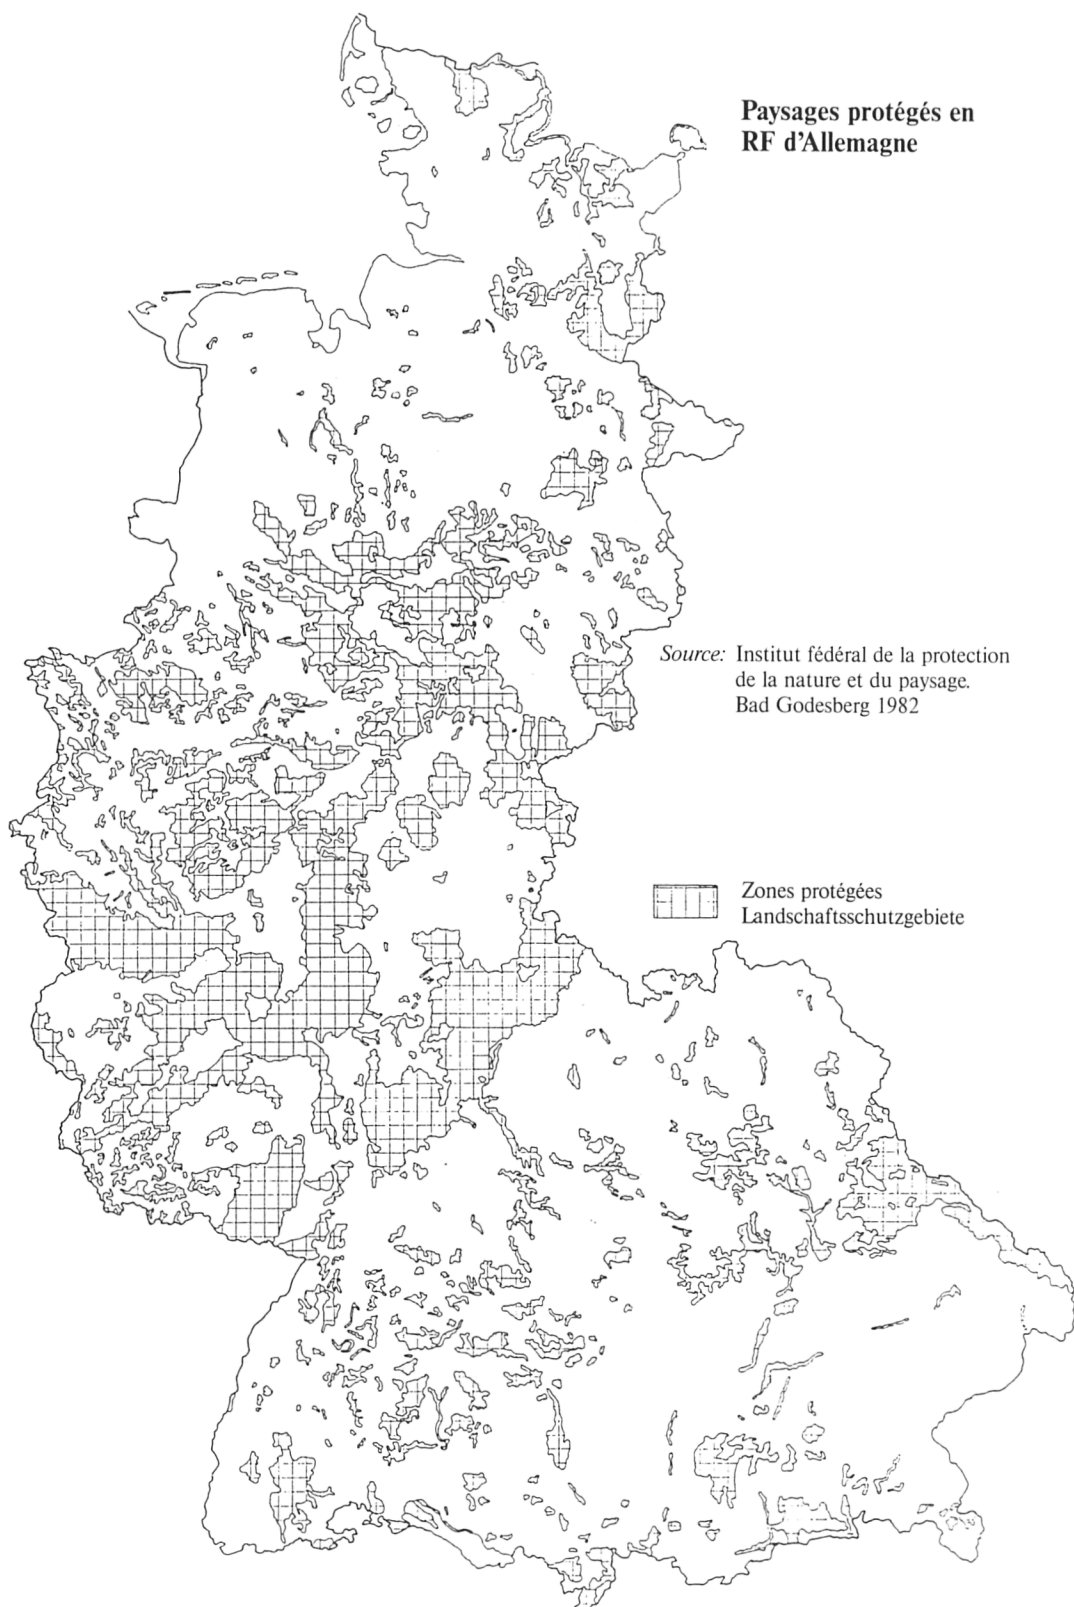 Paysages protégés en
RF d'Allemagne
Source: Institut fédéral de la protection
de la nature et du paysage.
Bad Godesberg 1982
Zones protégées
Landschaftsschutzgebiete